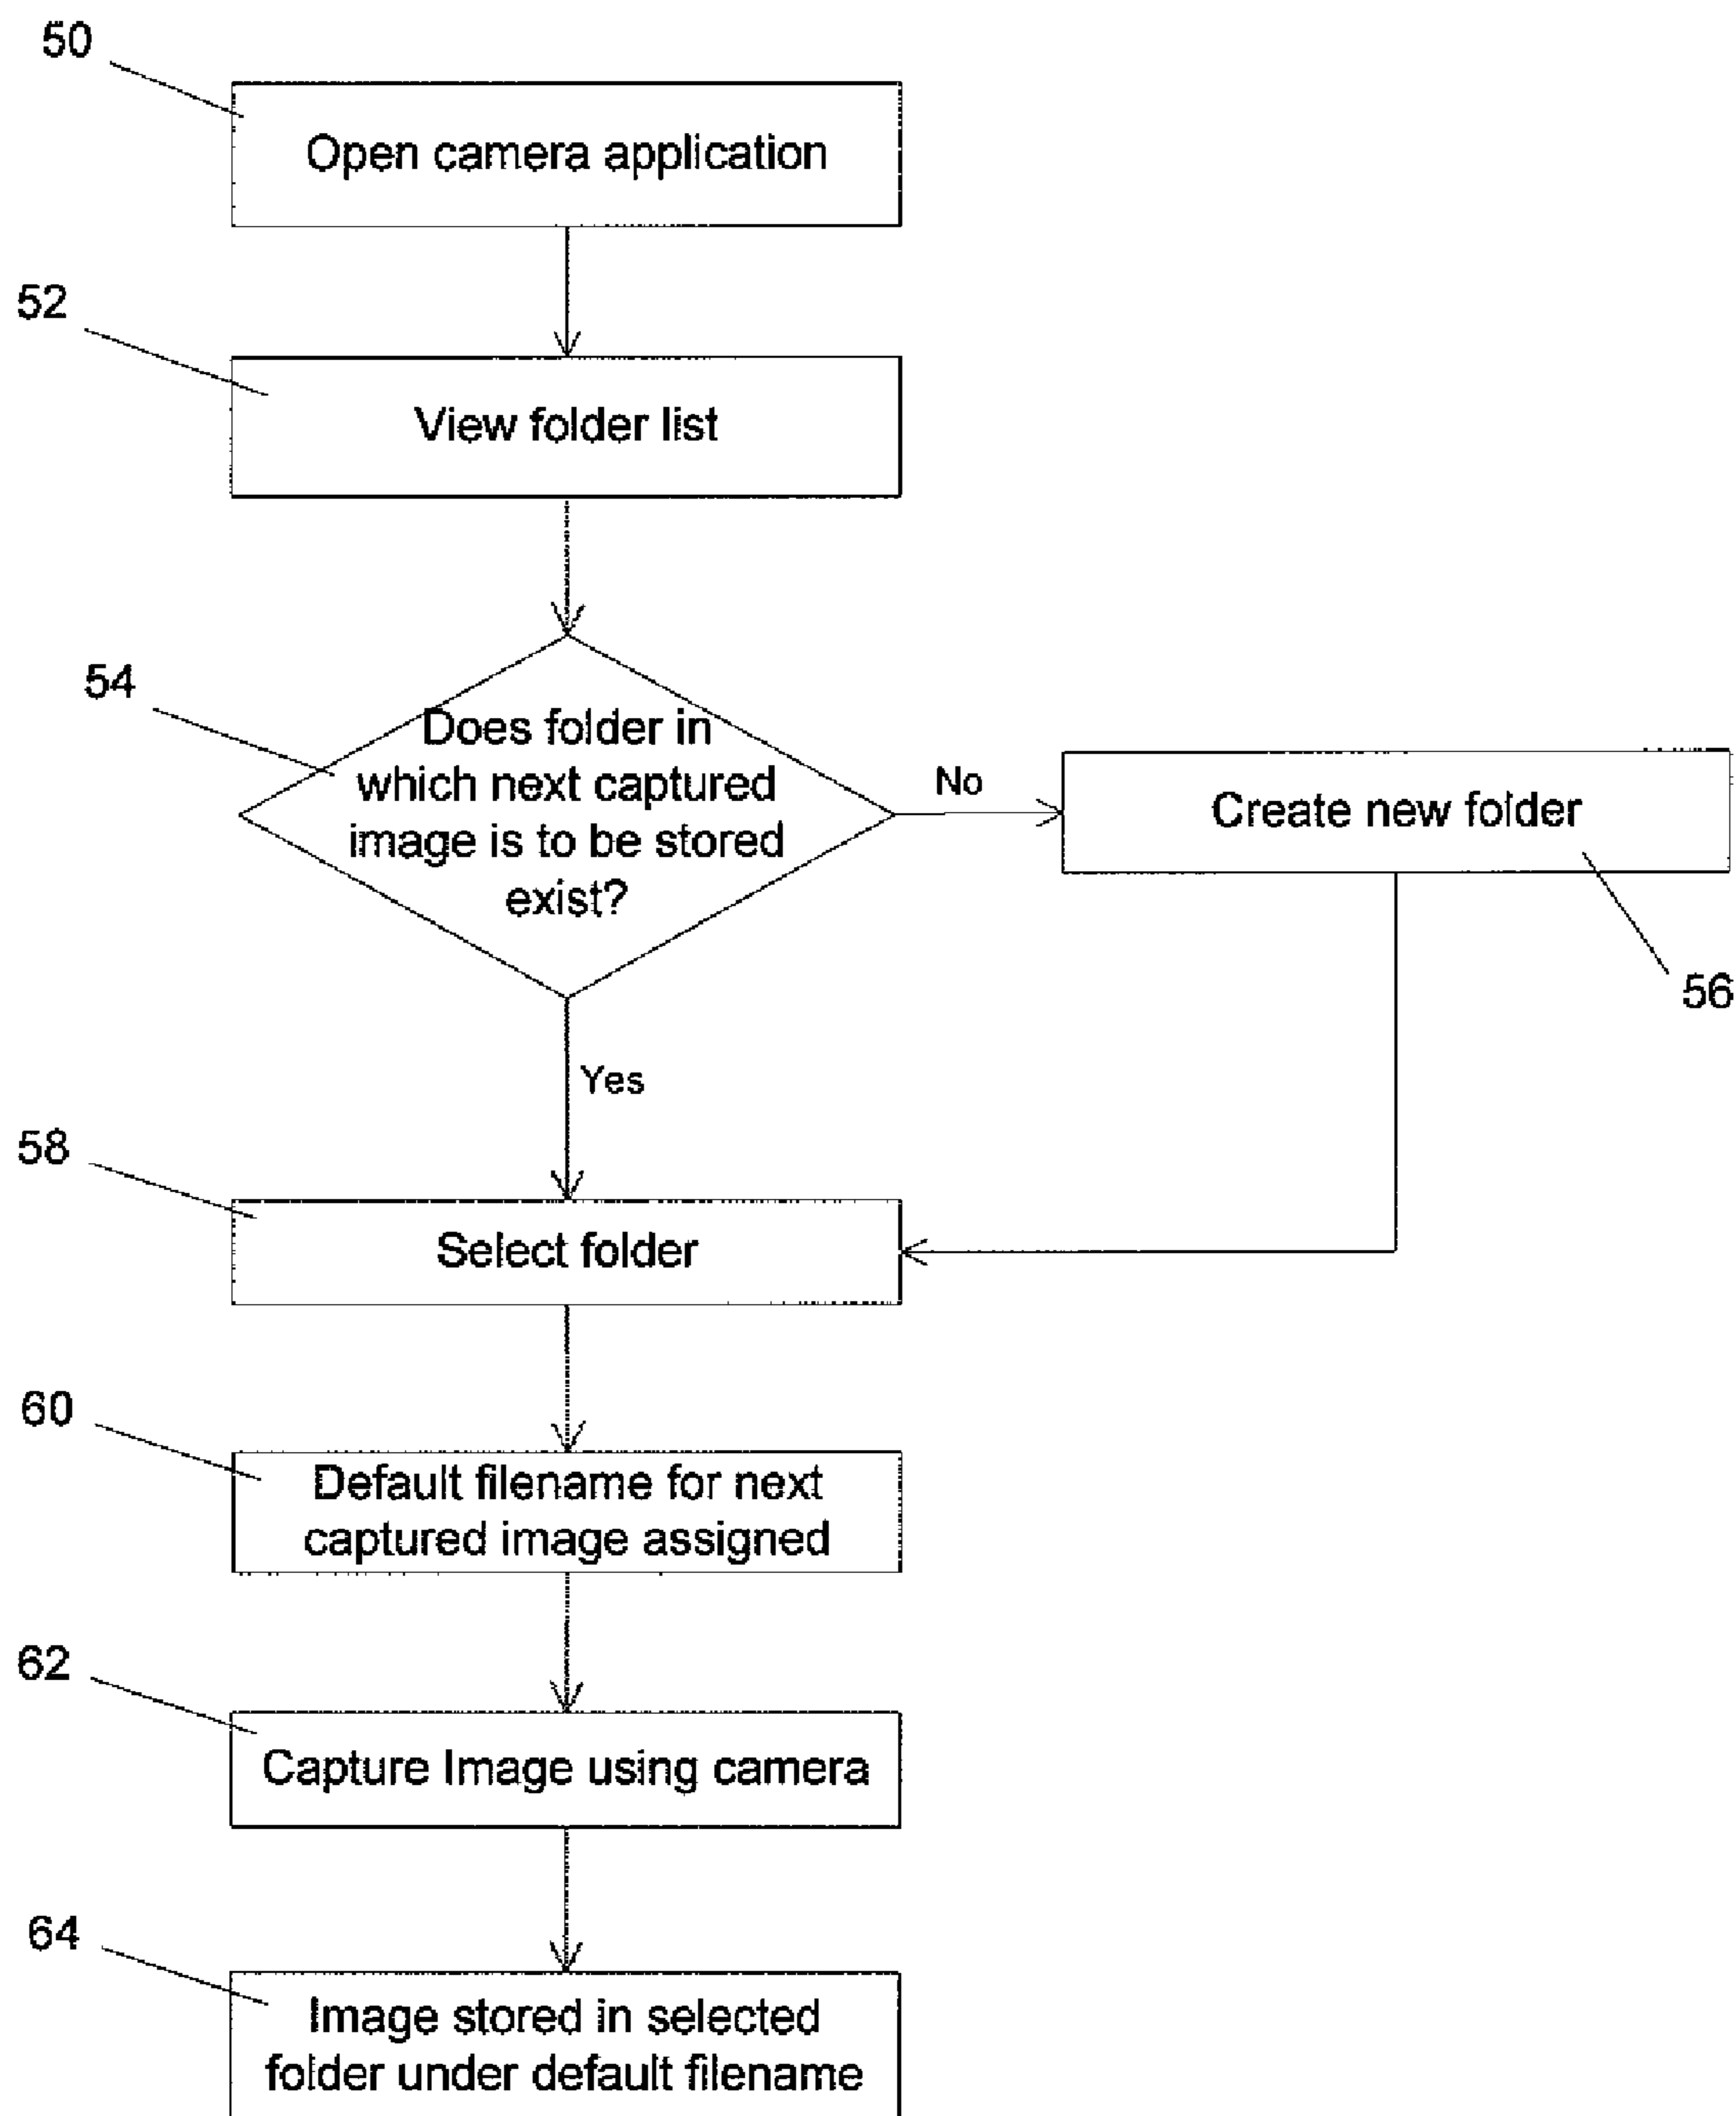 50
Open camera application
52
View folder list
54
Does folder in
which next captured
image is to be stored
exist?
No
Create new folder
56
Yes
58
Select folder
60
Default filename for next
captured image assigned
62
Capture Image using camera
64
Image stored in selected
folder under default filename